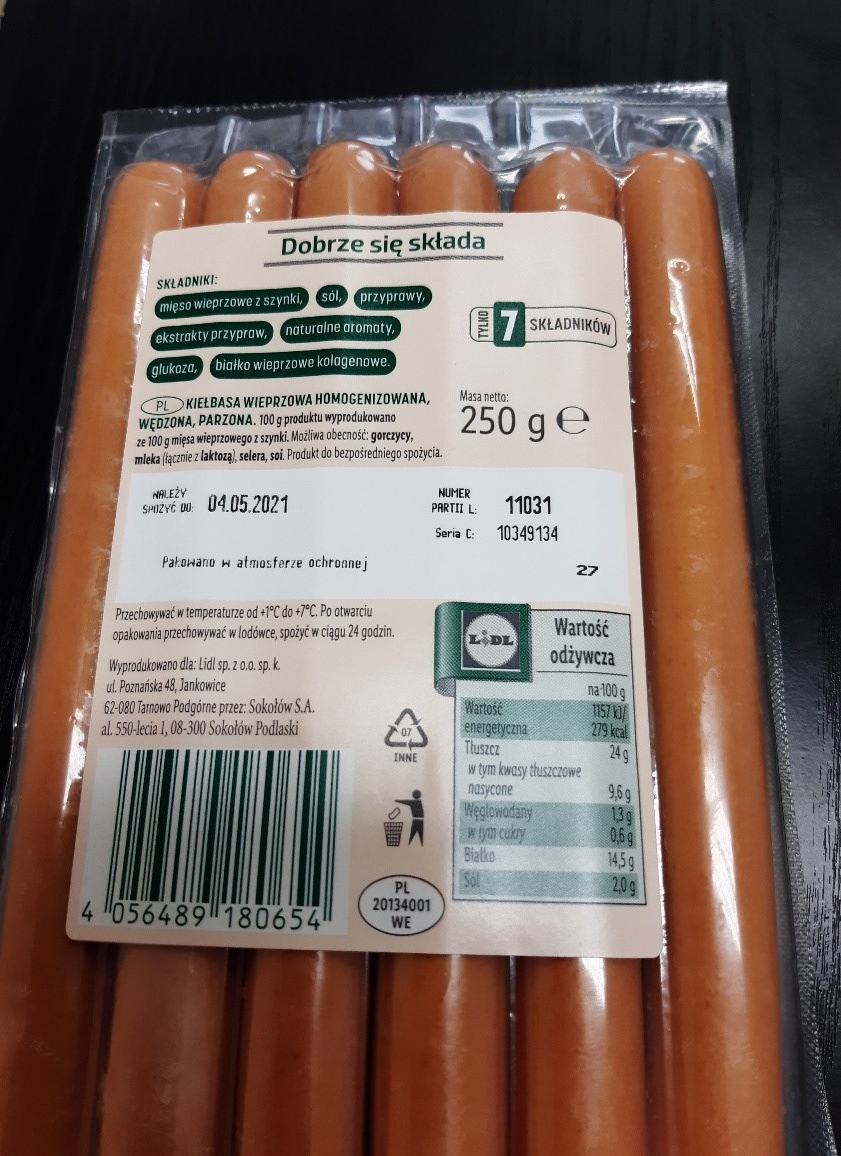 Dobrze się składa
SKŁADNIKI:
mięso wieprzowe z szynki, sól, przyprawy,
ekstrakty przypraw, naturalne aromaty,
glukoza, białko wieprzowe kolagenowe.
TYLKO 7 SKŁADNIKÓW
PL KIEŁBASA WIEPRZOWA HOMOGENIZOWANA,
WĘDZONA, PARZONA. 100 g produktu wyprodukowano
ze 100 g mięsa wieprzowego z szynki. Możliwa obecność: gorczycy,
mleka (łącznie z laktozą), selera, soi. Produkt do bezpośredniego spożycia.
Masa netto:
250 g ℮
NALEŻY
SPOŻYĆ DO: 04.05.2021
NUMER
PARTII L: 11031
Seria C: 10349134
Pakowano w atmosferze ochronnej
27
Przechowywać w temperaturze od +1°C do +7°C. Po otwarciu
opakowania przechowywać w lodówce, spożyć w ciągu 24 godzin.
Wyprodukowano dla: Lidl sp. z o.o. sp. k.
ul. Poznańska 48, Jankowice
62-080 Tarnowo Podgórne przez: Sokołów S.A.
al. 550-lecia 1, 08-300 Sokołów Podlaski
07
INNE
PL
20134001
WE
4 056489 180654
LIDL
Wartość
odżywcza
na 100 g
Wartość 1157 kJ/
energetyczna 279 kcal
Tłuszcz 24 g
w tym kwasy tłuszczowe
nasycone 9,6 g
Węglowodany 1,3 g
w tym cukry 0,6 g
Białko 14,5 g
Sól 2,0 g